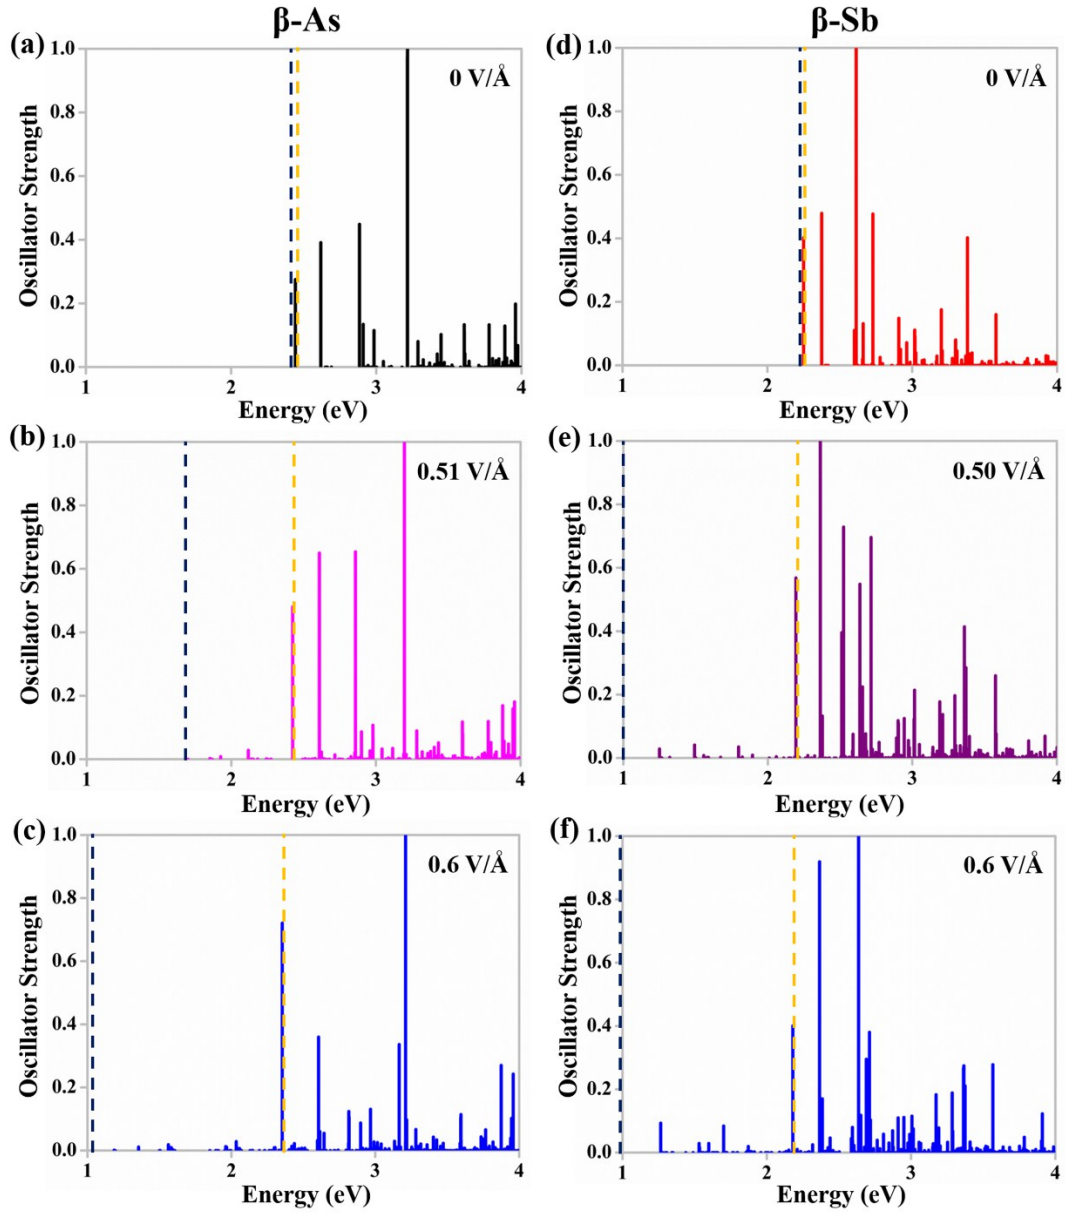 β-As
β-Sb
(a)
0 V/Å
Oscillator Strength
1.0
0.8
0.6
0.4
0.2
0.0
1 2 3 4
Energy (eV)
(d)
0 V/Å
Oscillator Strength
1.0
0.8
0.6
0.4
0.2
0.0
1 2 3 4
Energy (eV)
(b)
0.51 V/Å
Oscillator Strength
1.0
0.8
0.6
0.4
0.2
0.0
1 2 3 4
Energy (eV)
(e)
0.50 V/Å
Oscillator Strength
1.0
0.8
0.6
0.4
0.2
0.0
1 2 3 4
Energy (eV)
(c)
0.6 V/Å
Oscillator Strength
1.0
0.8
0.6
0.4
0.2
0.0
1 2 3 4
Energy (eV)
(f)
0.6 V/Å
Oscillator Strength
1.0
0.8
0.6
0.4
0.2
0.0
1 2 3 4
Energy (eV)